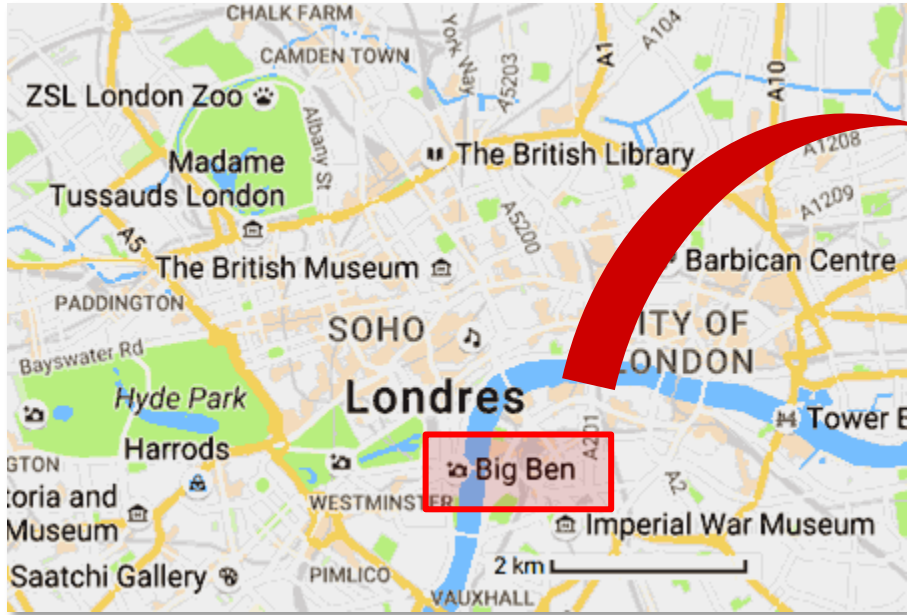 CHALK FARM
CAMDEN TOWN
York Way
A5203
A1
A104
A10
ZSL London Zoo
Albany St
Madame
Tussauds London
The British Library
A1208
A1209
A5
A5200
The British Museum
Barbican Centre
PADDINGTON
SOHO
ITY OF
LONDON
Bayswater Rd
Hyde Park
Londres
A201
Tower B
Harrods
GTON
Big Ben
A2
toria and
Museum
WESTMINSTER
Imperial War Museum
Saatchi Gallery
PIMLICO
2 km
VAUXHALL